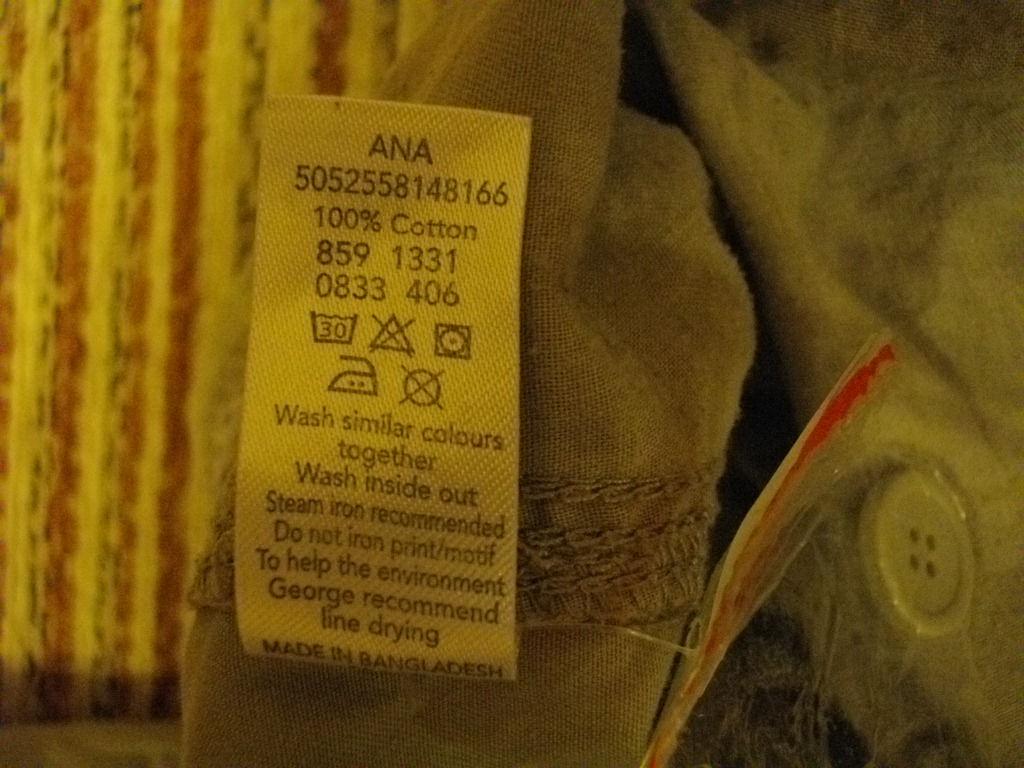 ANA
5052558148166
100% Cotton
859 1331
0833 406
30
Wash similar colours
together
Wash inside out
Steam iron recommended
Do not iron print/motif
To help the environment
George recommend
line drying
MADE IN BANGLADESH